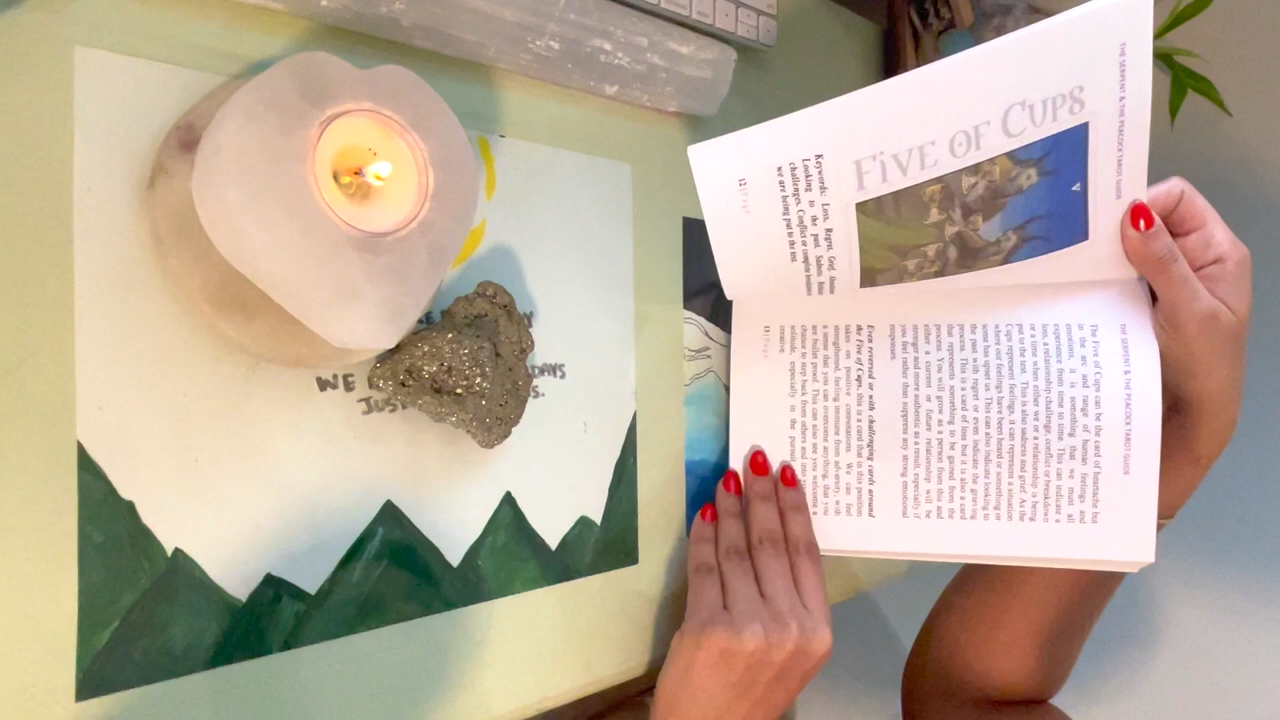 THE SERPENT & THE PEACOCK TAROT GUIDE
FIVE OF CUPS
V
Keywords: Loss, Regret, Grief,
Looking to the past. Sadness.
challenges. Conflict or complete
we are being put to the test.
12 | Page
THE SERPENT & THE PEACOCK TAROT GUIDE
The Five of Cups can be the card of heartache but
in the arc and range of human feelings and
emotions, it is something that we must all
experience from time to time. This can indicate a
loss, a relationship challenge, conflict or breakdown
or a time when either we or a relationship is being
put to the test. This is also sadness and grief. As the
Cups represent feelings, it can represent a situation
where our feelings have been heard or something or
some has upset us. This can also indicate looking to
the past with regret or even indicate the grieving
process. This is card of loss but it is also a card
that represents something to be gained from the
process. You will grow as a person from this and
either a current or future relationship will be
stronger and more authentic as a result, especially if
you feel rather than suppress any strong emotional
responses.
Even reversed or with challenging cards around
the Five of Cups, this is a card that in this position
takes on positive connotations. We can feel
strengthened, feeling immune from adversity, with
a sense that you can overcome anything, that you
are bullet proof. This can also see you welcome a
chance to step back from others and into
solitude, especially in the pursuit
creative.
13 | Page
WE
DAYS
JUS